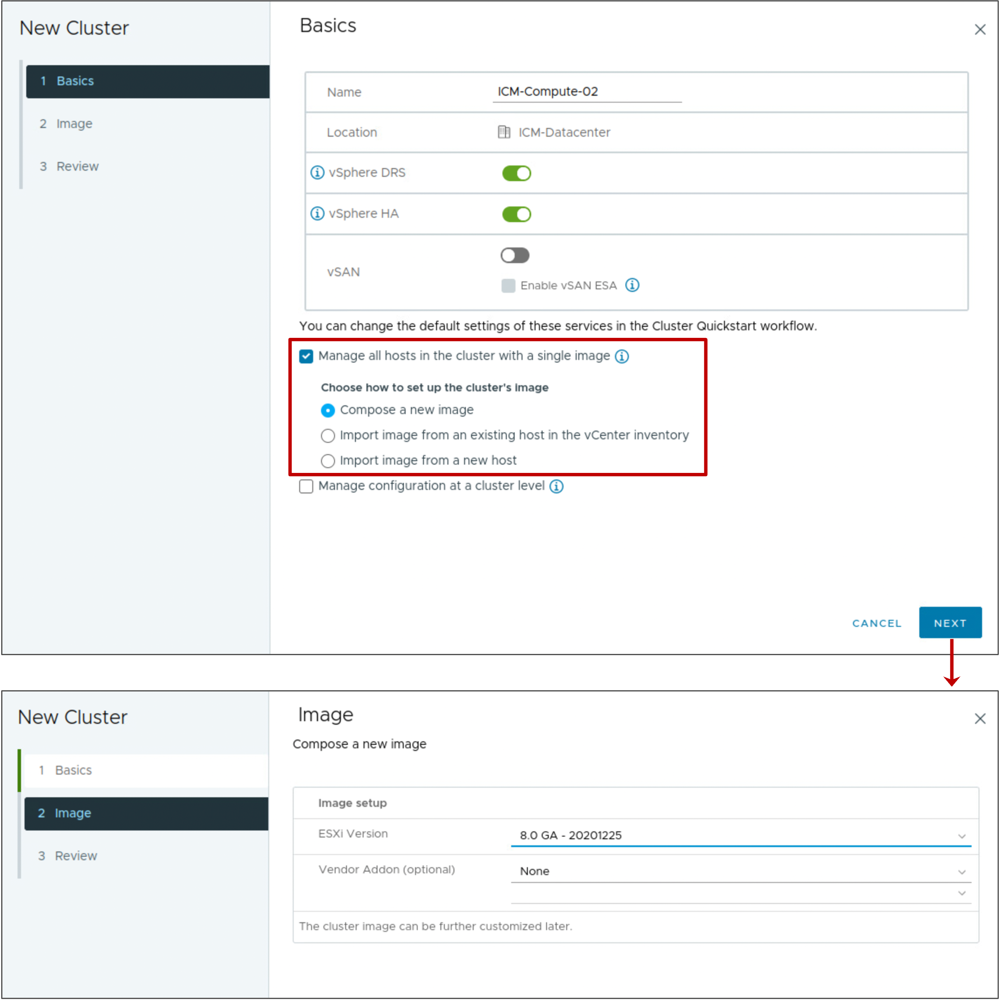 New Cluster
Basics
1 Basics
2 Image
3 Review
Name ICM-Compute-02
Location ICM-Datacenter
vSphere DRS
vSphere HA
vSAN
Enable vSAN ESA
You can change the default settings of these services in the Cluster Quickstart workflow.
Manage all hosts in the cluster with a single image
Choose how to set up the cluster's image
Compose a new image
Import image from an existing host in the vCenter inventory
Import image from a new host
Manage configuration at a cluster level
CANCEL NEXT
New Cluster
Image
Compose a new image
1 Basics
2 Image
3 Review
Image setup
ESXi Version 8.0 GA - 20201225
Vendor Addon (optional) None
The cluster image can be further customized later.